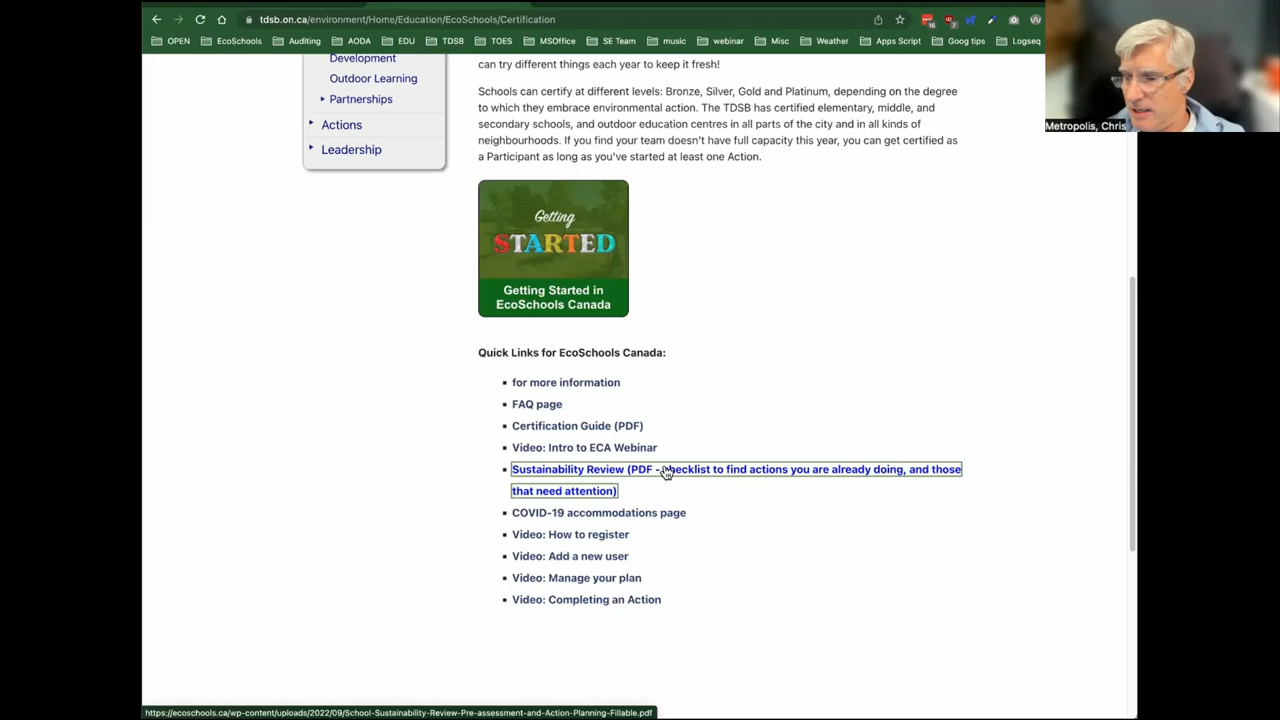 tdsb.on.ca/environment/Home/Education/EcoSchools/Certification
16 7
OPEN EcoSchools Auditing AODA EDU TDSB TOES MSOffice SE Team music webinar Misc Weather Apps Script Goog tips Logseq
Development
Outdoor Learning
Partnerships
Actions
Leadership
can try different things each year to keep it fresh!
Schools can certify at different levels: Bronze, Silver, Gold and Platinum, depending on the degree
to which they embrace environmental action. The TDSB has certified elementary, middle, and
secondary schools, and outdoor education centres in all parts of the city and in all kinds of
neighbourhoods. If you find your team doesn't have full capacity this year, you can get certified
as a Participant as long as you've started at least one Action.
Getting
STARTED
Getting Started in
EcoSchools Canada
Quick Links for EcoSchools Canada:
for more information
FAQ page
Certification Guide (PDF)
Video: Intro to ECA Webinar
Sustainability Review (PDF - checklist to find actions you are already doing, and those
that need attention)
COVID-19 accommodations page
Video: How to register
Video: Add a new user
Video: Manage your plan
Video: Completing an Action
Metropolis, Chris
https://ecoschools.ca/wp-content/uploads/2022/09/School-Sustainability-Review-Pre-assessment-and-Action-Planning-Fillable.pdf